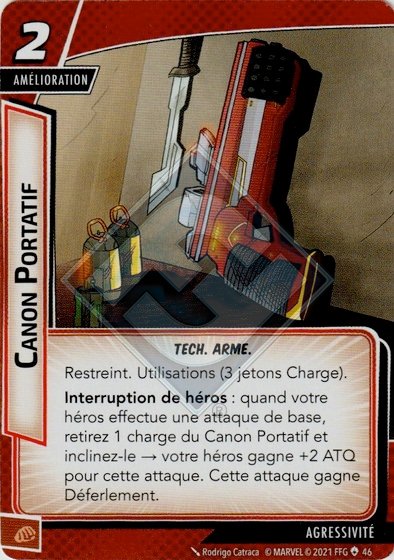 2
AMÉLIORATION
CANON PORTATIF
TECH. ARME.
Restreint. Utilisations (3 jetons Charge).
Interruption de héros : quand votre
héros effectue une attaque de base,
retirez 1 charge du Canon Portatif et
inclinez-le → votre héros gagne +2 ATQ
pour cette attaque. Cette attaque gagne
Déferlement.
AGRESSIVITÉ
Rodrigo Catraca © MARVEL © 2021 FFG 46